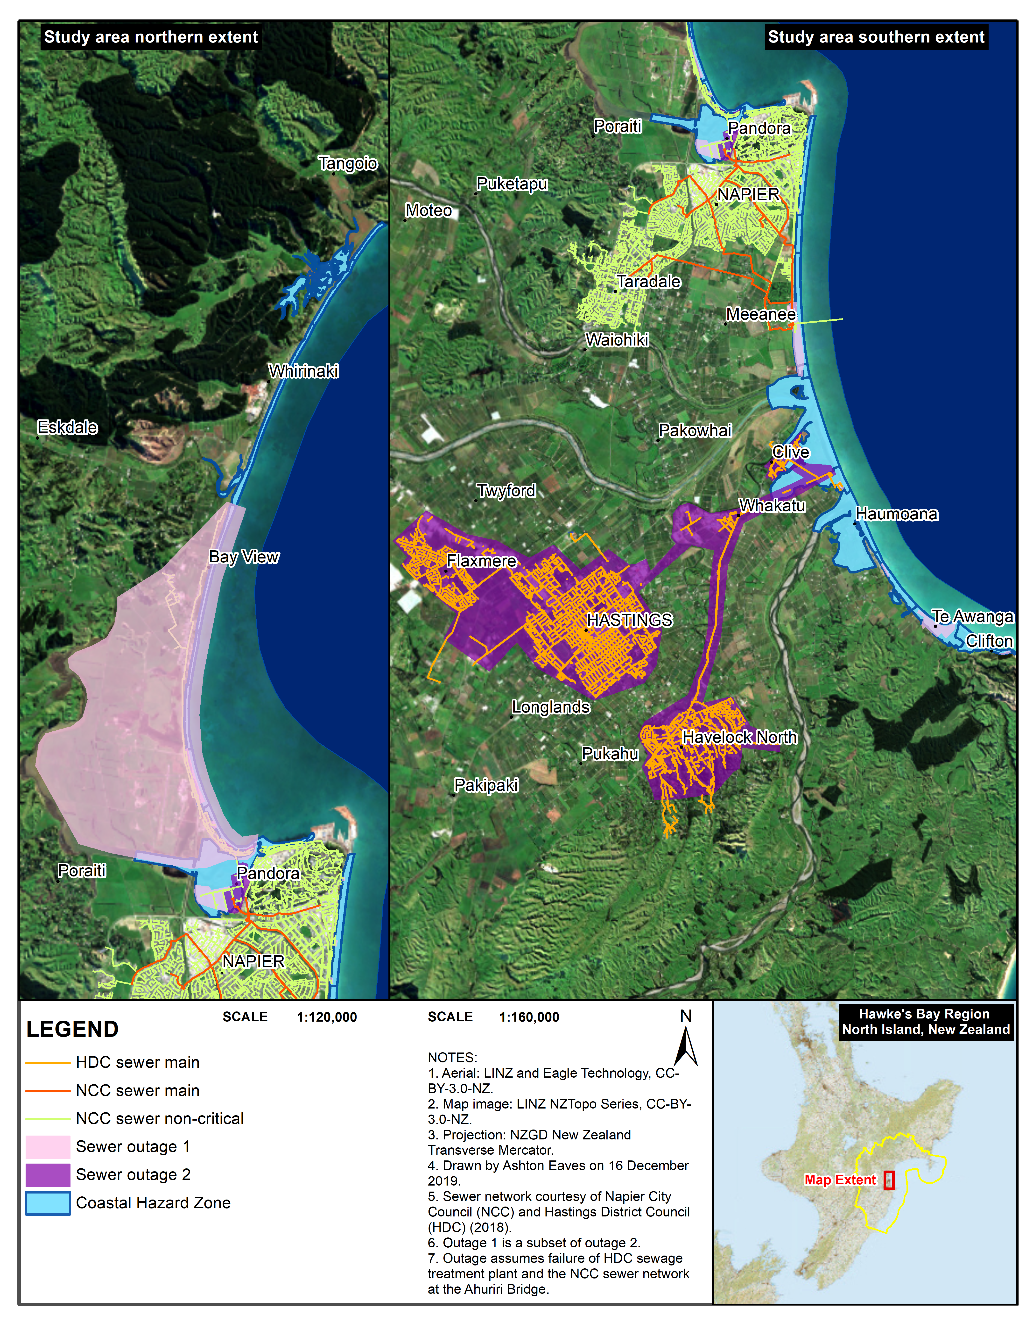 Study area northern extent
Tangoio
Whirinaki
Eskdale
Bay View
Poraiti
Pandora
NAPIER
Study area southern extent
Poraiti
Pandora
Puketapu
NAPIER
Moteo
Taradale
Meeanee
Waiohiki
Pakowhai
Clive
Twyford
Whakatu
Haumoana
Flaxmere
HASTINGS
Te Awanga
Clifton
Longlands
Havelock North
Pukahu
Pakipaki
LEGEND
SCALE 1:120,000
HDC sewer main
NCC sewer main
NCC sewer non-critical
Sewer outage 1
Sewer outage 2
Coastal Hazard Zone
SCALE 1:160,000
N
NOTES:
1. Aerial: LINZ and Eagle Technology, CC-
BY-3.0-NZ.
2. Map image: LINZ NZTopo Series, CC-BY-
3.0-NZ.
3. Projection: NZGD New Zealand
Transverse Mercator.
4. Drawn by Ashton Eaves on 16 December
2019.
5. Sewer network courtesy of Napier City
Council (NCC) and Hastings District Council
(HDC) (2018).
6. Outage 1 is a subset of outage 2.
7. Outage assumes failure of HDC sewage
treatment plant and the NCC sewer network
at the Ahuriri Bridge.
Hawke's Bay Region
North Island, New Zealand
Map Extent